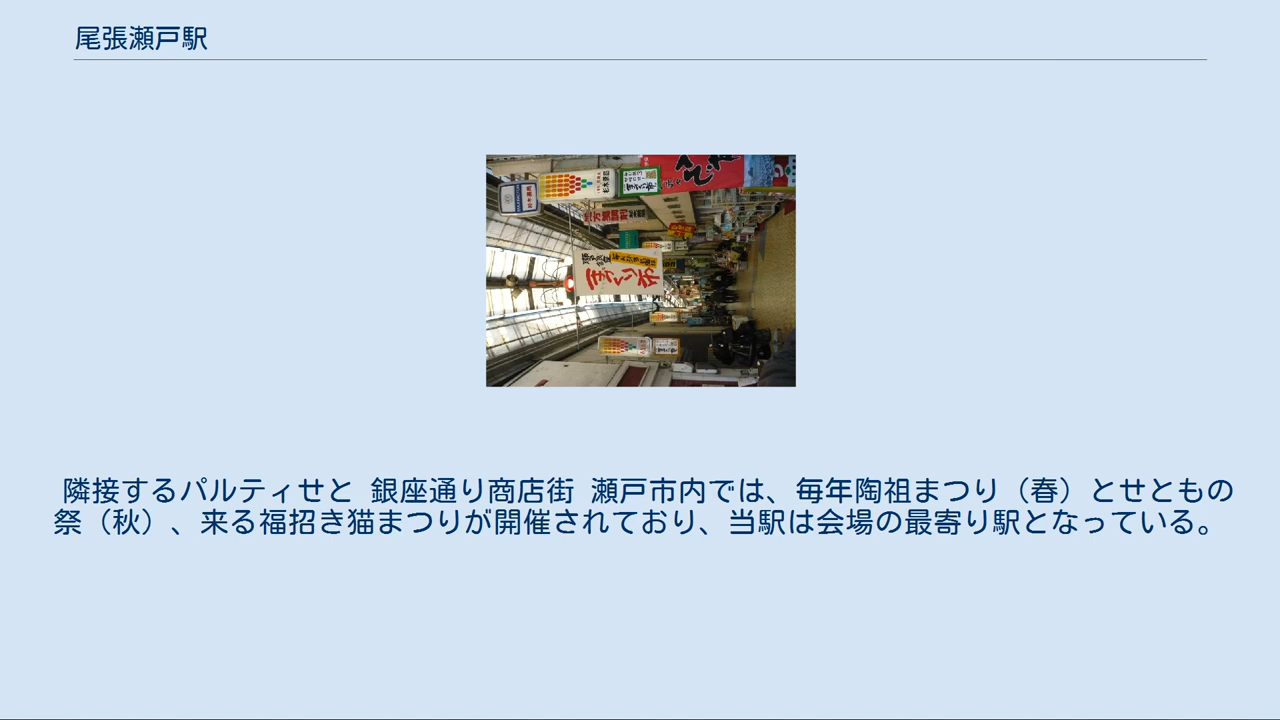 尾張瀬戸駅
隣接するパルティせと 銀座通り商店街 瀬戸市内では、毎年陶祖まつり（春）とせともの
祭（秋）、来る福招き猫まつりが開催されており、当駅は会場の最寄り駅となっている。